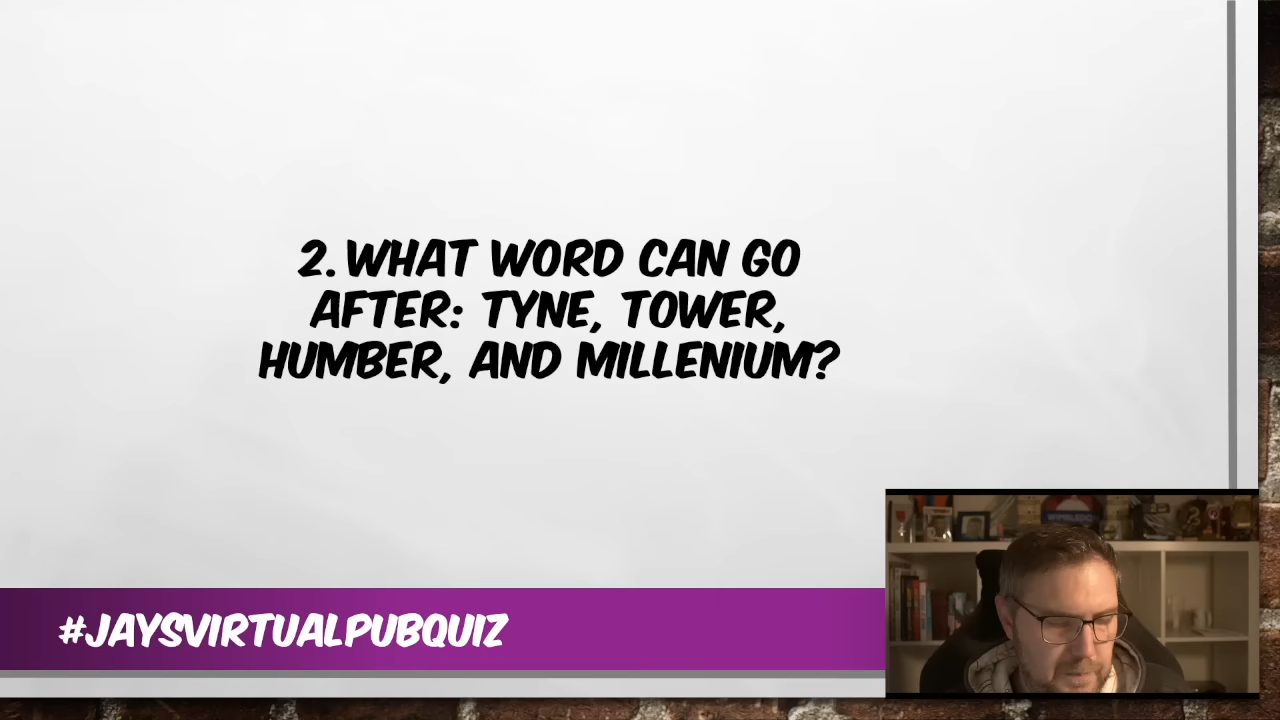 2. WHAT WORD CAN GO
AFTER: TYNE, TOWER,
HUMBER, AND MILLENIUM?
#JAYSVIRTUALPUBQUIZ